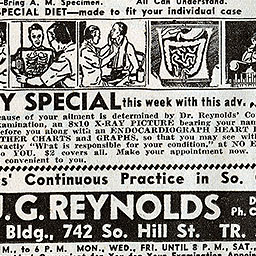 -Bring A. M. Specimen. All Can Understand.
SPECIAL DIET—made to fit your individual case
Y SPECIAL this week with this adv.
ause of your ailment is determined by Dr. Reynolds' Co
xamination, an 8x10 X-RAY PICTURE bearing your nam
efore you along with an ENDOCARDIOGRAPH HEART
THER CHARTS and GRAPHS, so that you may see with
xactly "What is responsible for your condition," at NO E
O YOU. $2 covers all. Make your appointment now.
convenient to you.
s' Continuous Practice in So.
.G.REYNOLDS Ph. C
Bldg., 742 So. Hill St. TR.
M., to 6 P. M. MON., WED., FRI. UNTIL 8 P. M., SAT.,